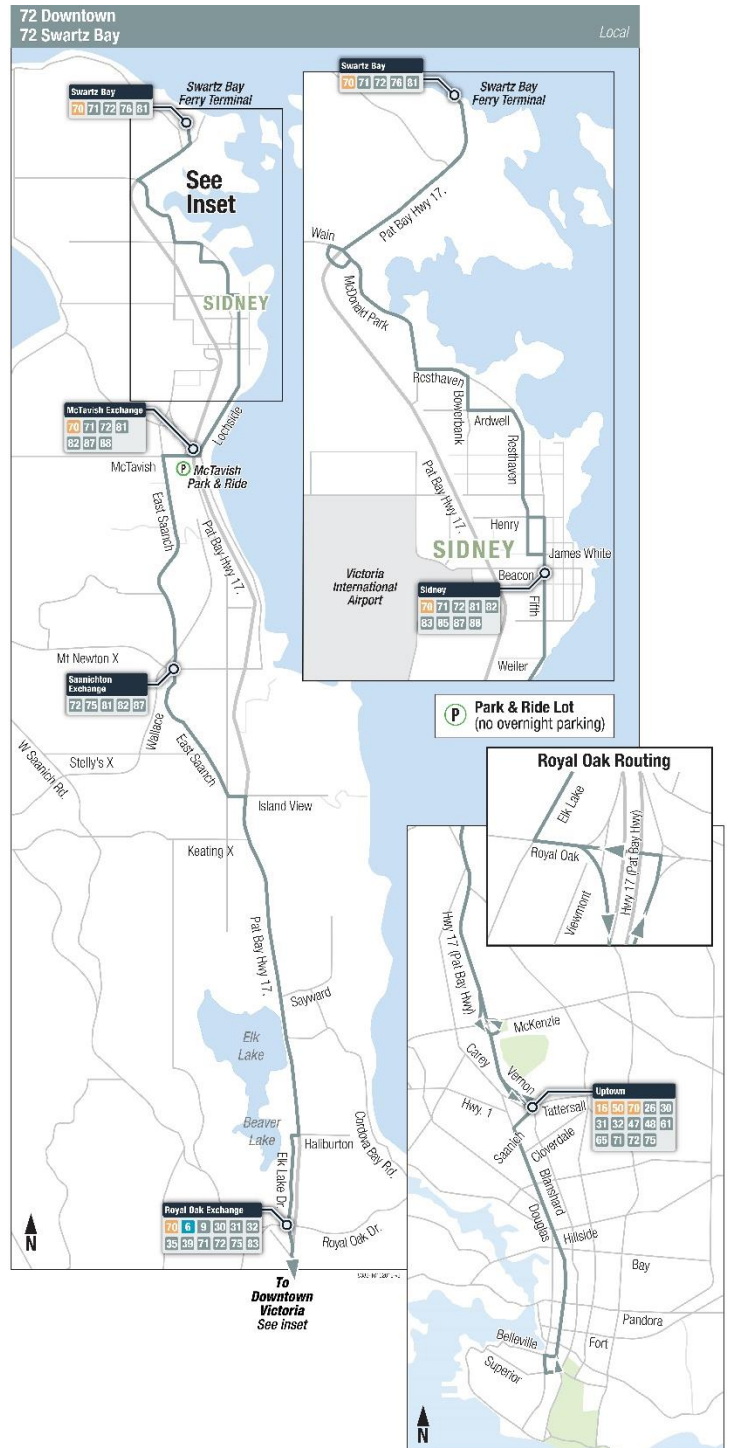 72 Downtown
72 Swartz Bay
Local
Swartz Bay
70 71 72 76 81
Swartz Bay
Ferry Terminal
See
Inset
SIDNEY
McTavish Exchange
70 71 72 81
82 87 88
Lochside
McTavish
P McTavish
Park & Ride
East Saanich
Pat Bay Hwy 17.
Mt Newton X
Saanichton
Exchange
72 75 81 82 87
Wallace
East Saanich
Stelly's X
W Saanich Rd.
Island View
Keating X
Pat Bay Hwy 17.
Sayward
Elk
Lake
Beaver
Lake
Haliburton
Cordova Bay Rd.
Elk Lake Dr.
Royal Oak Exchange
70 6 9 30 31 32
35 39 71 72 75 83
Royal Oak Dr.
N
To
Downtown
Victoria
See inset
Swartz Bay
70 71 72 76 81
Swartz Bay
Ferry Terminal
Pat Bay Hwy 17.
Wain
McDonald Park
Resthaven
Bowerbank
Ardwell
Resthaven
Pat Bay Hwy 17.
Henry
SIDNEY
James White
Victoria
International
Airport
Beacon
Sidney
70 71 72 81 82
83 85 87 88
Fifth
Weiler
P Park & Ride Lot
(no overnight parking)
Royal Oak Routing
Elk Lake
Royal Oak
Viewmont
Hwy 17 (Pat Bay Hwy)
Hwy 17 (Pat Bay Hwy)
McKenzie
Carey
Vernon
Hwy. 1
Tattersall
Uptown
16 50 70 26 30
31 32 47 48 61
65 71 72 75
Saanich
Cloverdale
Blanshard
Douglas
Hillside
Bay
Pandora
Belleville
Fort
Superior
N